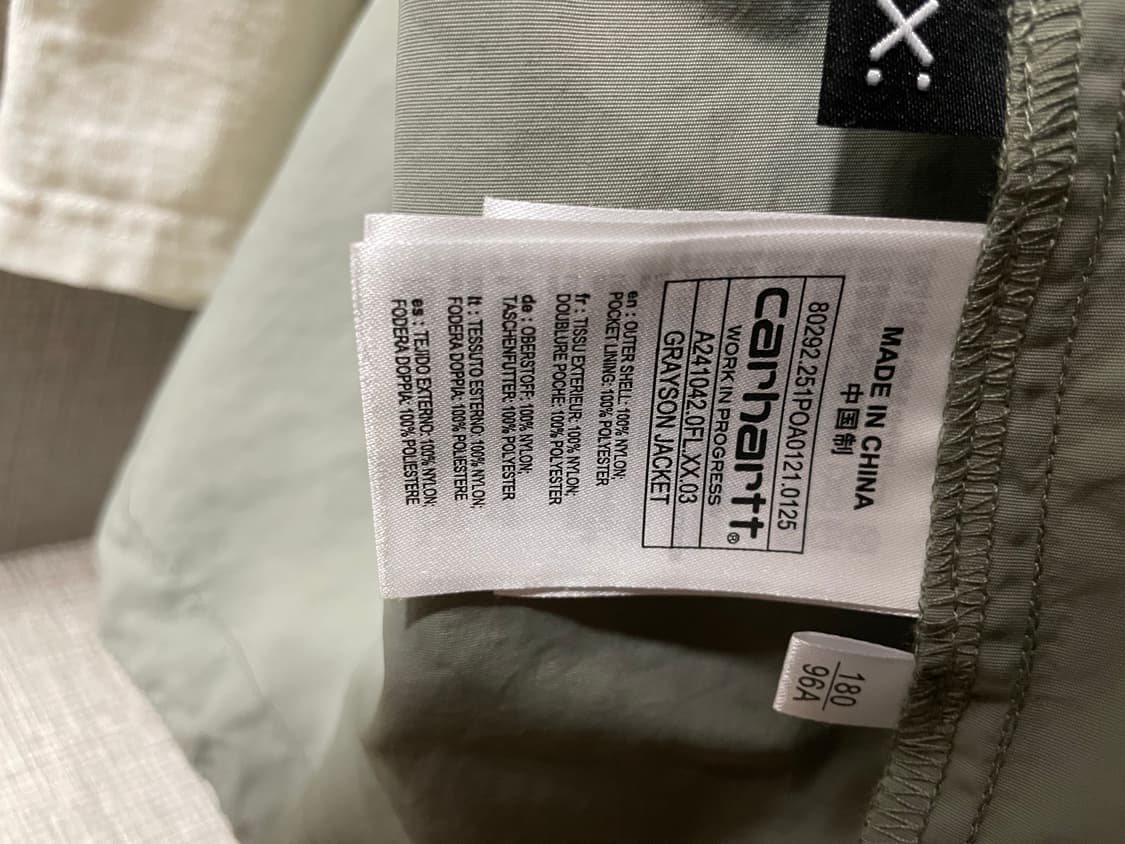 MADE IN CHINA
中国制
80292.251POA0121.0125
carhartt®
WORK IN PROGRESS
A241042.0FL.XX.03
GRAYSON JACKET
en : OUTER SHELL: 100% NYLON;
POCKET LINING: 100% POLYESTER
fr : TISSU EXTERIEUR: 100% NYLON;
DOUBLURE POCHE: 100% POLYESTER
de : OBERSTOFF: 100% NYLON;
TASCHENFUTTER: 100% POLYESTER
it : TESSUTO ESTERNO: 100% NYLON;
FODERA DOPPIA: 100% POLIESTERE
es : TEJIDO EXTERNO: 100% NYLON;
FODERA DOPPIA: 100% POLIESTERE
180
96A